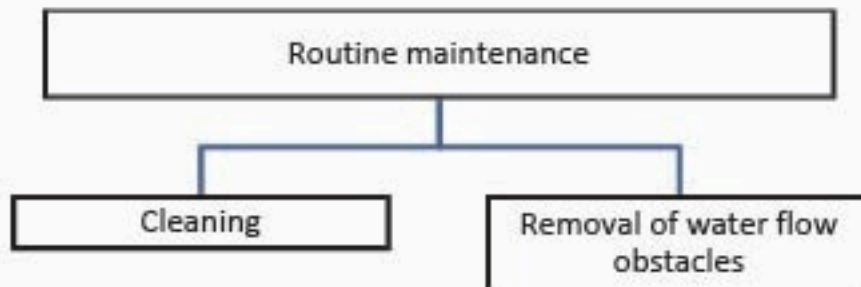 Routine maintenance
Cleaning
Removal of water flow
obstacles